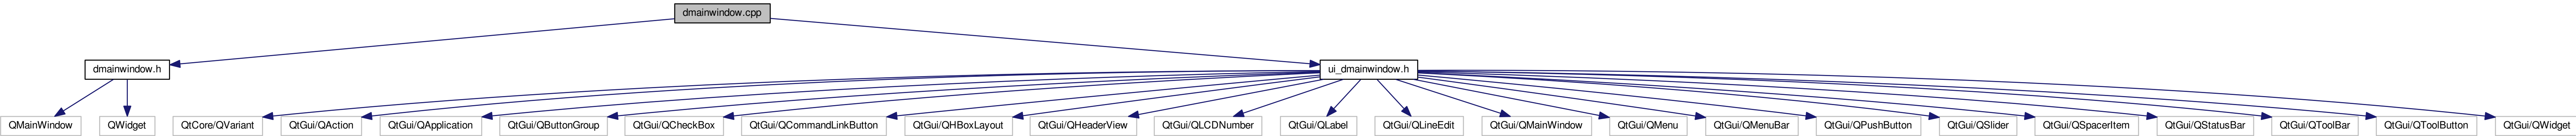 dmainwindow.cpp
dmainwindow.h
ui_dmainwindow.h
QMainWindow
QWidget
QtCore/QVariant
QtGui/QAction
QtGui/QApplication
QtGui/QButtonGroup
QtGui/QCheckBox
QtGui/QCommandLinkButton
QtGui/QHBoxLayout
QtGui/QHeaderView
QtGui/QLCDNumber
QtGui/QLabel
QtGui/QLineEdit
QtGui/QMainWindow
QtGui/QMenu
QtGui/QMenuBar
QtGui/QPushButton
QtGui/QSlider
QtGui/QSpacerItem
QtGui/QStatusBar
QtGui/QToolBar
QtGui/QToolButton
QtGui/QWidget